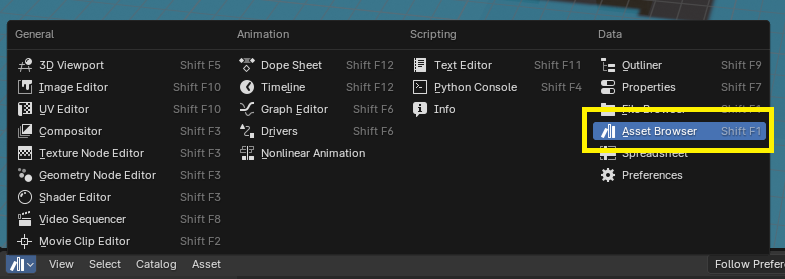 General
3D Viewport Shift F5
Image Editor Shift F10
UV Editor Shift F10
Compositor Shift F3
Texture Node Editor Shift F3
Geometry Node Editor Shift F3
Shader Editor Shift F3
Video Sequencer Shift F8
Movie Clip Editor Shift F2
Animation
Dope Sheet Shift F12
Timeline Shift F12
Graph Editor Shift F6
Drivers Shift F6
Nonlinear Animation
Scripting
Text Editor Shift F11
Python Console Shift F4
Info
Data
Outliner Shift F9
Properties Shift F7
File Browser Shift F1
Asset Browser Shift F1
Spreadsheet
Preferences
View Select Catalog Asset
Follow Prefer